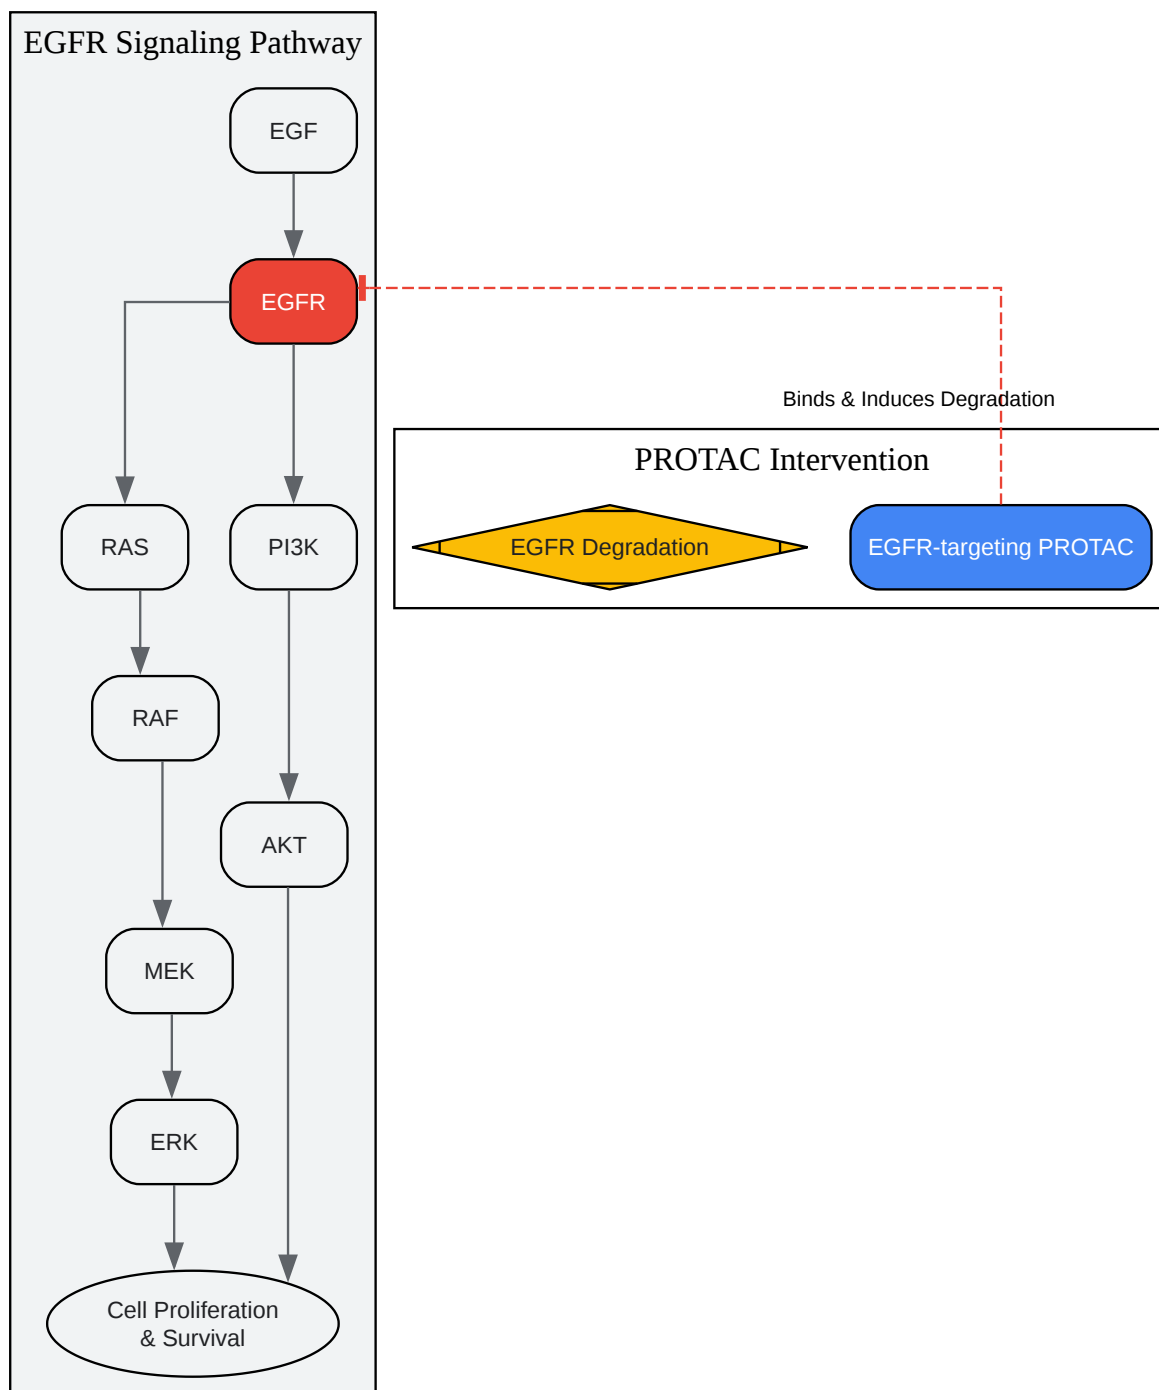 EGFR Signaling Pathway
EGF
EGFR
Binds & Induces Degradation
PROTAC Intervention
RAS
PI3K
EGFR Degradation
EGFR-targeting PROTAC
RAF
AKT
MEK
ERK
Cell Proliferation
& Survival